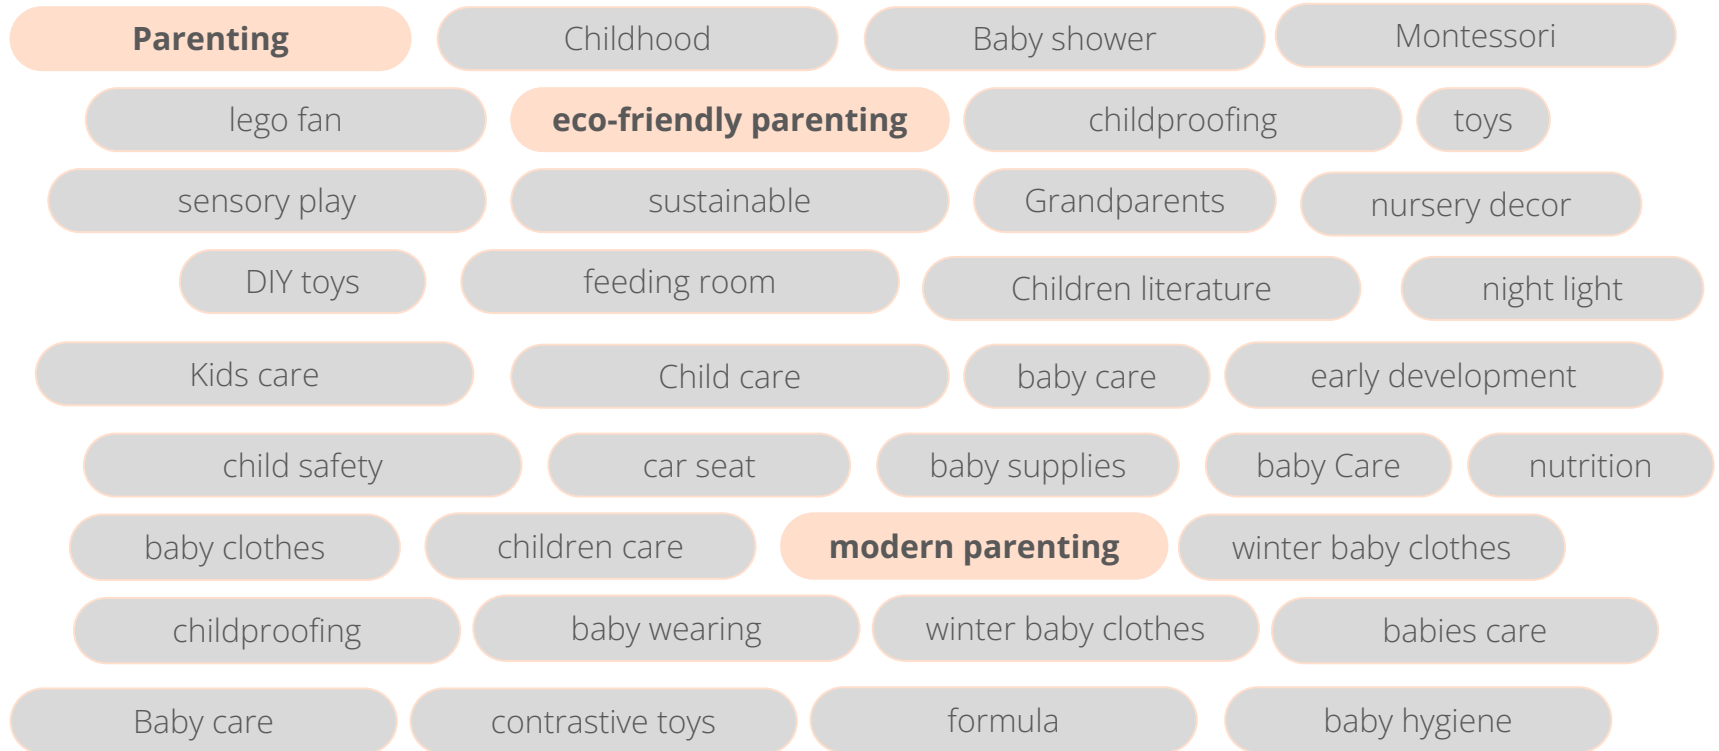 Parenting Childhood Baby shower Montessori
lego fan eco-friendly parenting childproofing toys
sensory play sustainable Grandparents nursery decor
DIY toys feeding room Children literature night light
Kids care Child care baby care early development
child safety car seat baby supplies baby Care nutrition
baby clothes children care modern parenting winter baby clothes
childproofing baby wearing winter baby clothes babies care
Baby care contrastive toys formula baby hygiene